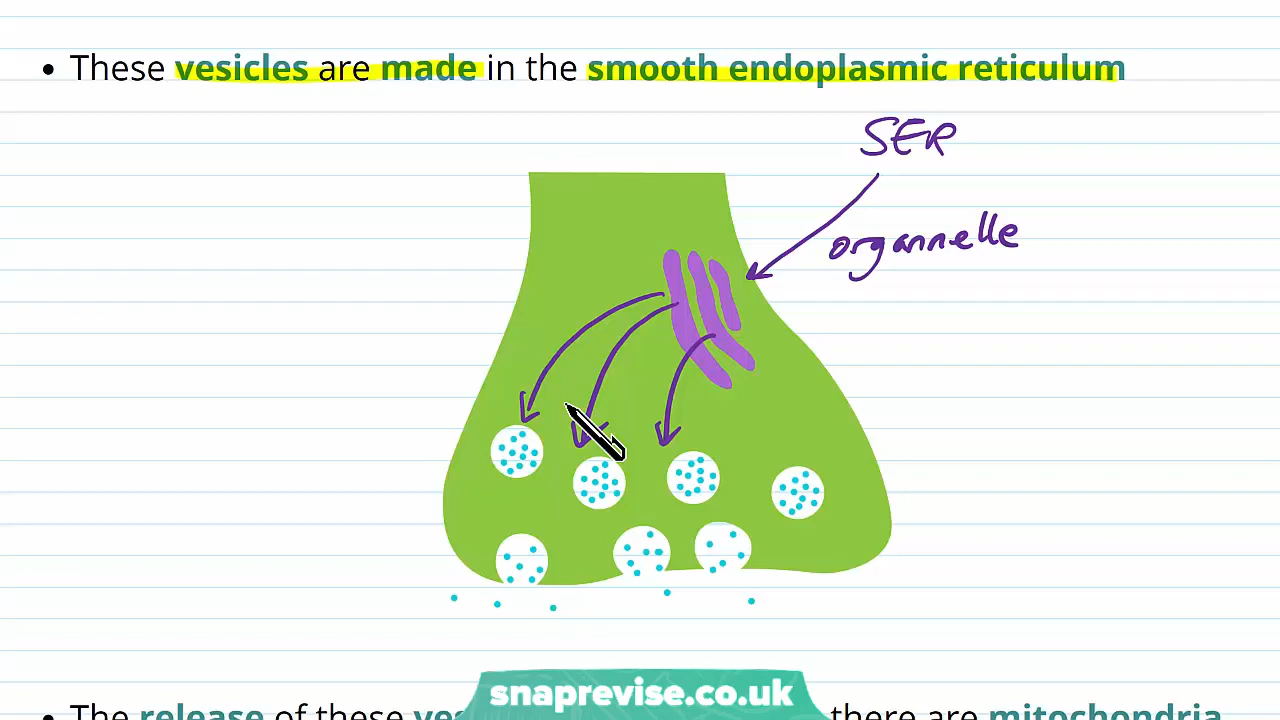 • These vesicles are made in the smooth endoplasmic reticulum
SER
organnelle
snaprevise.co.uk
• The release of these there are mitochondria